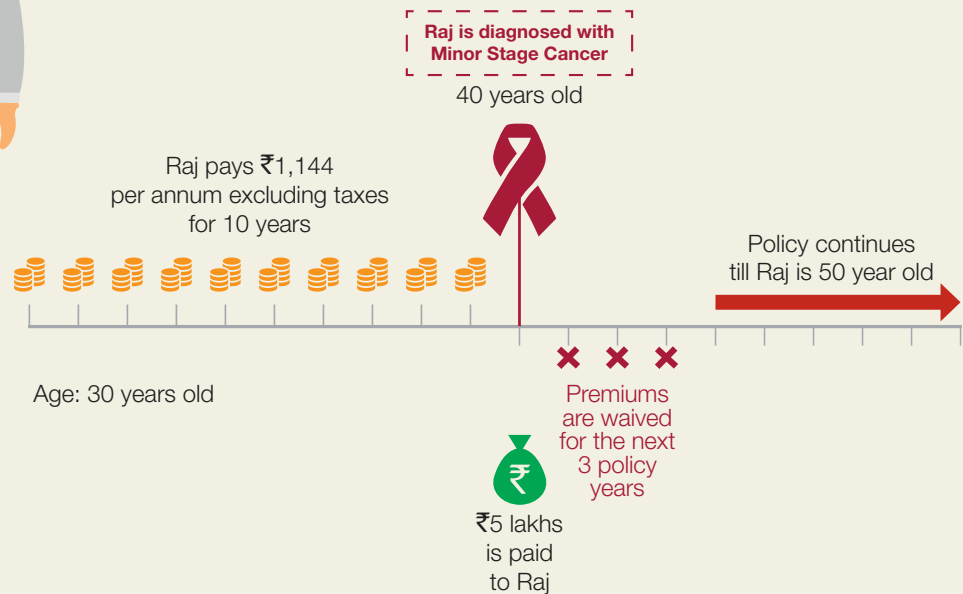 Raj is diagnosed with
Minor Stage Cancer
40 years old
Raj pays ₹1,144
per annum excluding taxes
for 10 years
Policy continues
till Raj is 50 year old
Age: 30 years old
Premiums
are waived
for the next
3 policy
years
₹
₹5 lakhs
is paid
to Raj